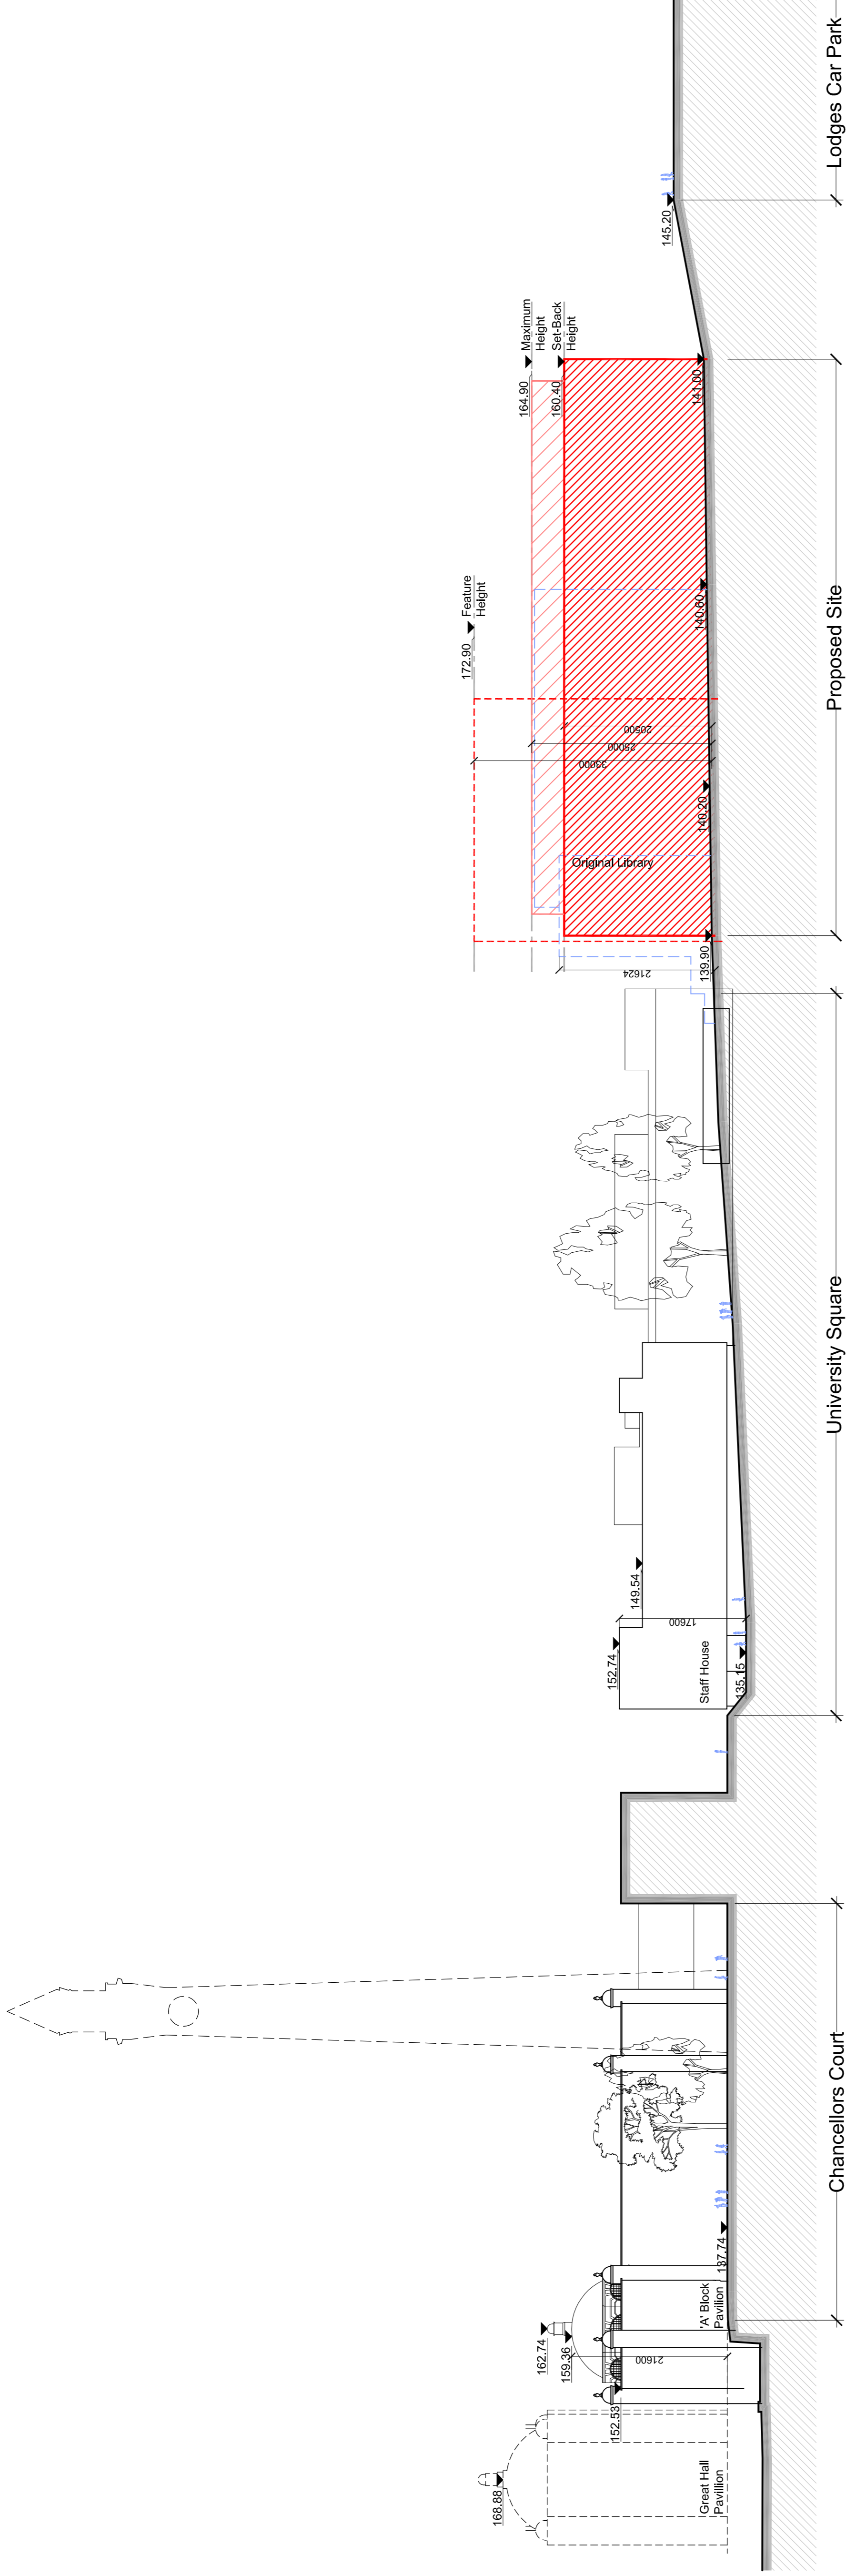 Lodges Car Park
145.20
Maximum
Height
164.90
Set-Back
Height
160.40
141.00
Feature
Height
172.90
140.60
Proposed Site
20500
25000
33000
140.20
Original Library
139.90
21624
University Square
149.54
17600
152.74
Staff House
135.15
Chancellors Court
137.74
'A' Block
Pavilion
162.74
159.36
21600
152.53
168.88
Great Hall
Pavillion